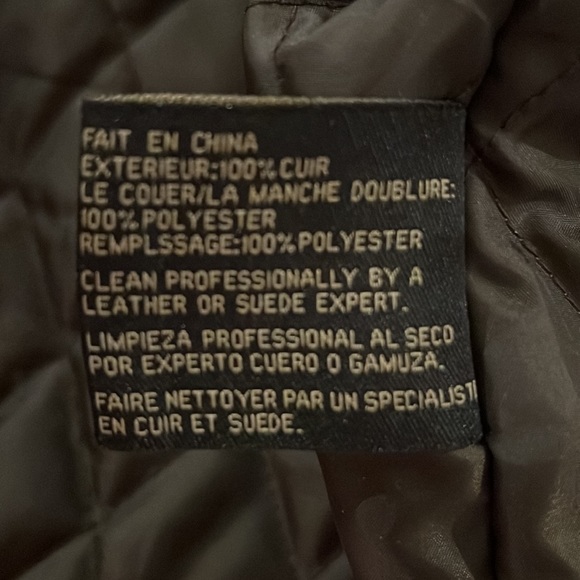 FAIT EN CHINA
EXTERIEUR:100% CUIR
LE COUER/LA MANCHE DOUBLURE:
100% POLYESTER
REMPLSSAGE:100% POLYESTER
CLEAN PROFESSIONALLY BY A
LEATHER OR SUEDE EXPERT.
LIMPIEZA PROFESSIONAL AL SECO
POR EXPERTO CUERO O GAMUZA.
FAIRE NETTOYER PAR UN SPECIALISTI
EN CUIR ET SUEDE.